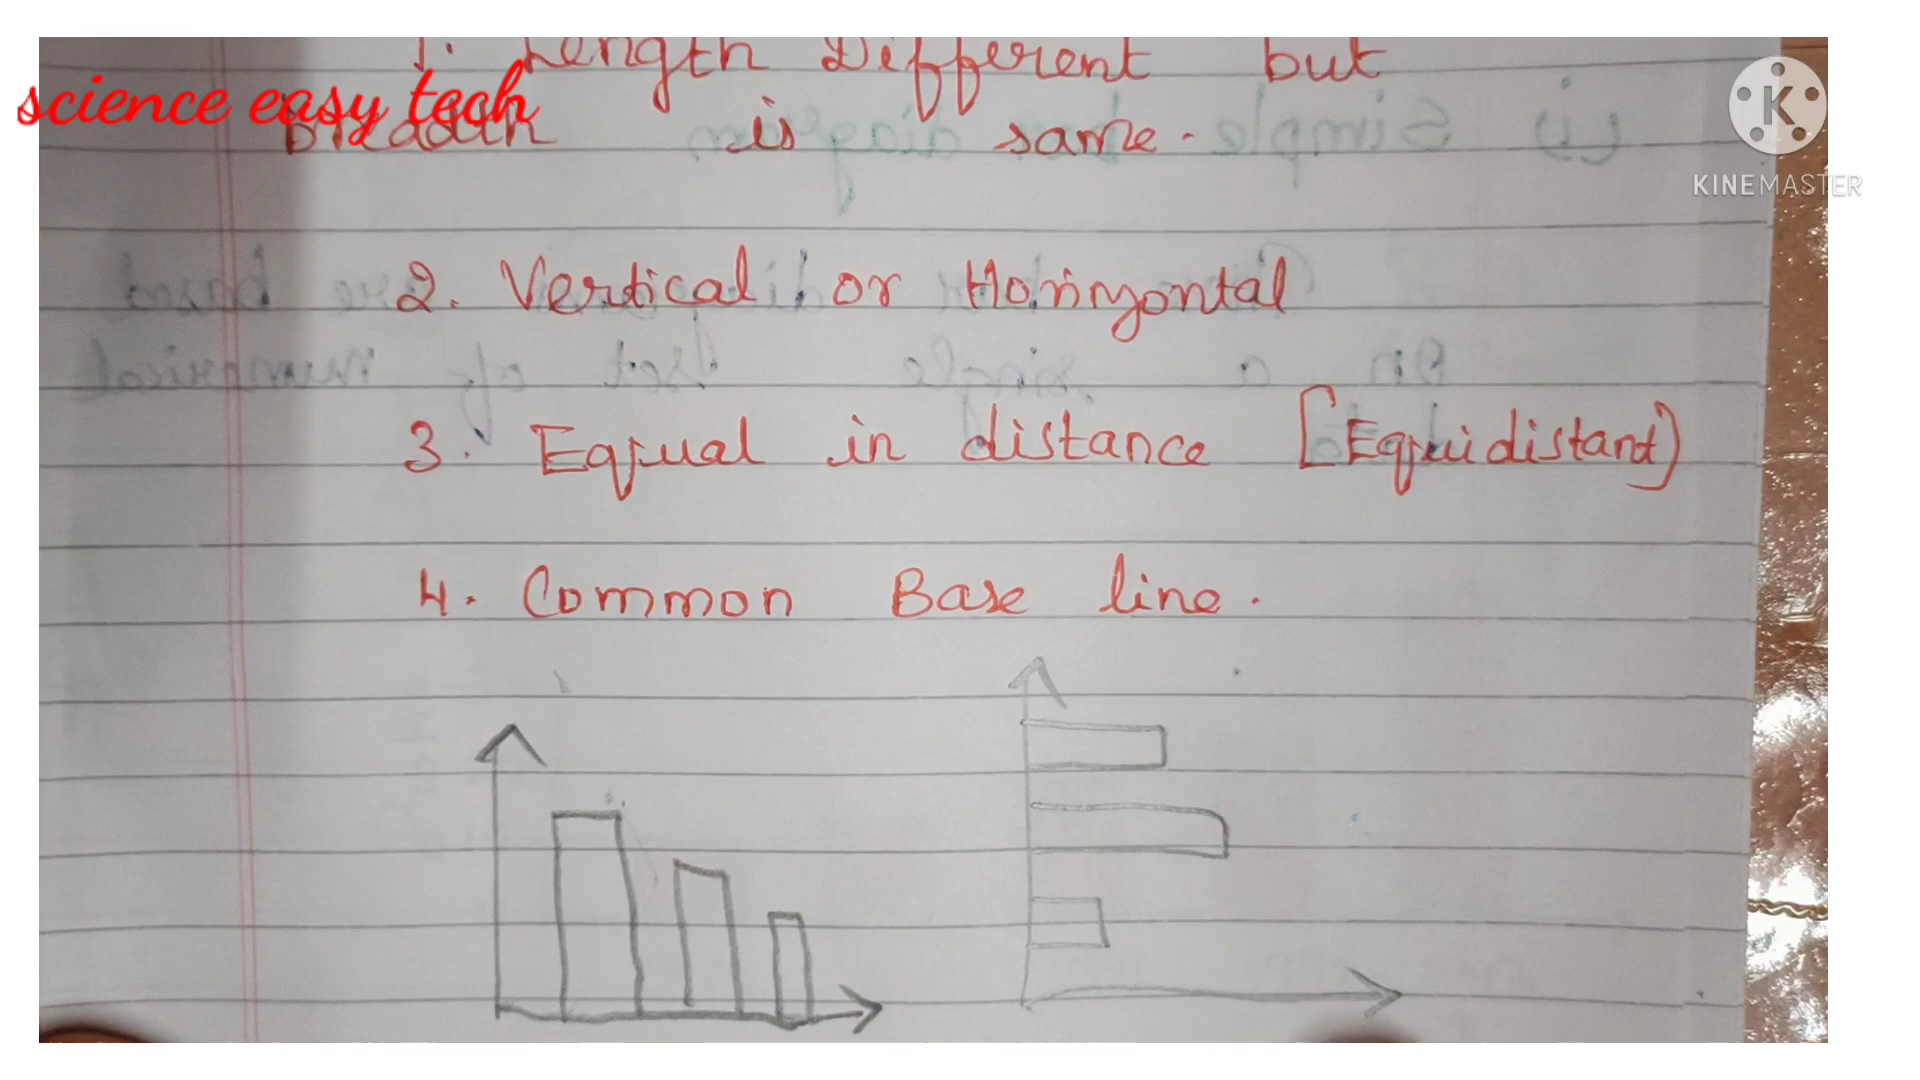 1. Length Different but
science easy tech
Breadth is same.
KINEMASTER
2. Vertical or Horizontal
3. Equal in distance [Equidistant)
4. Common Base line.